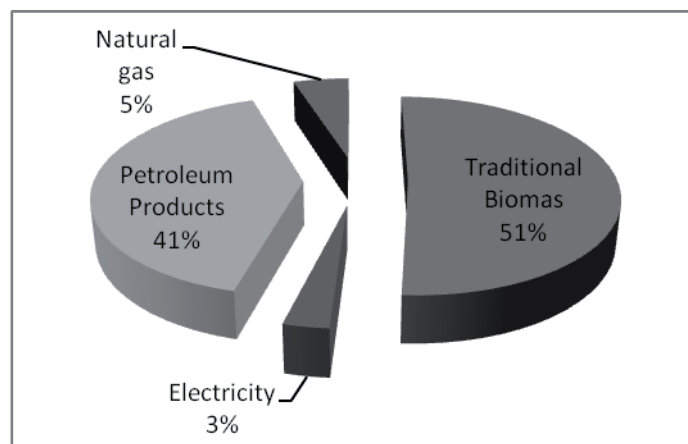 Natural
gas
5%
Petroleum
Products
41%
Traditional
Biomas
51%
Electricity
3%